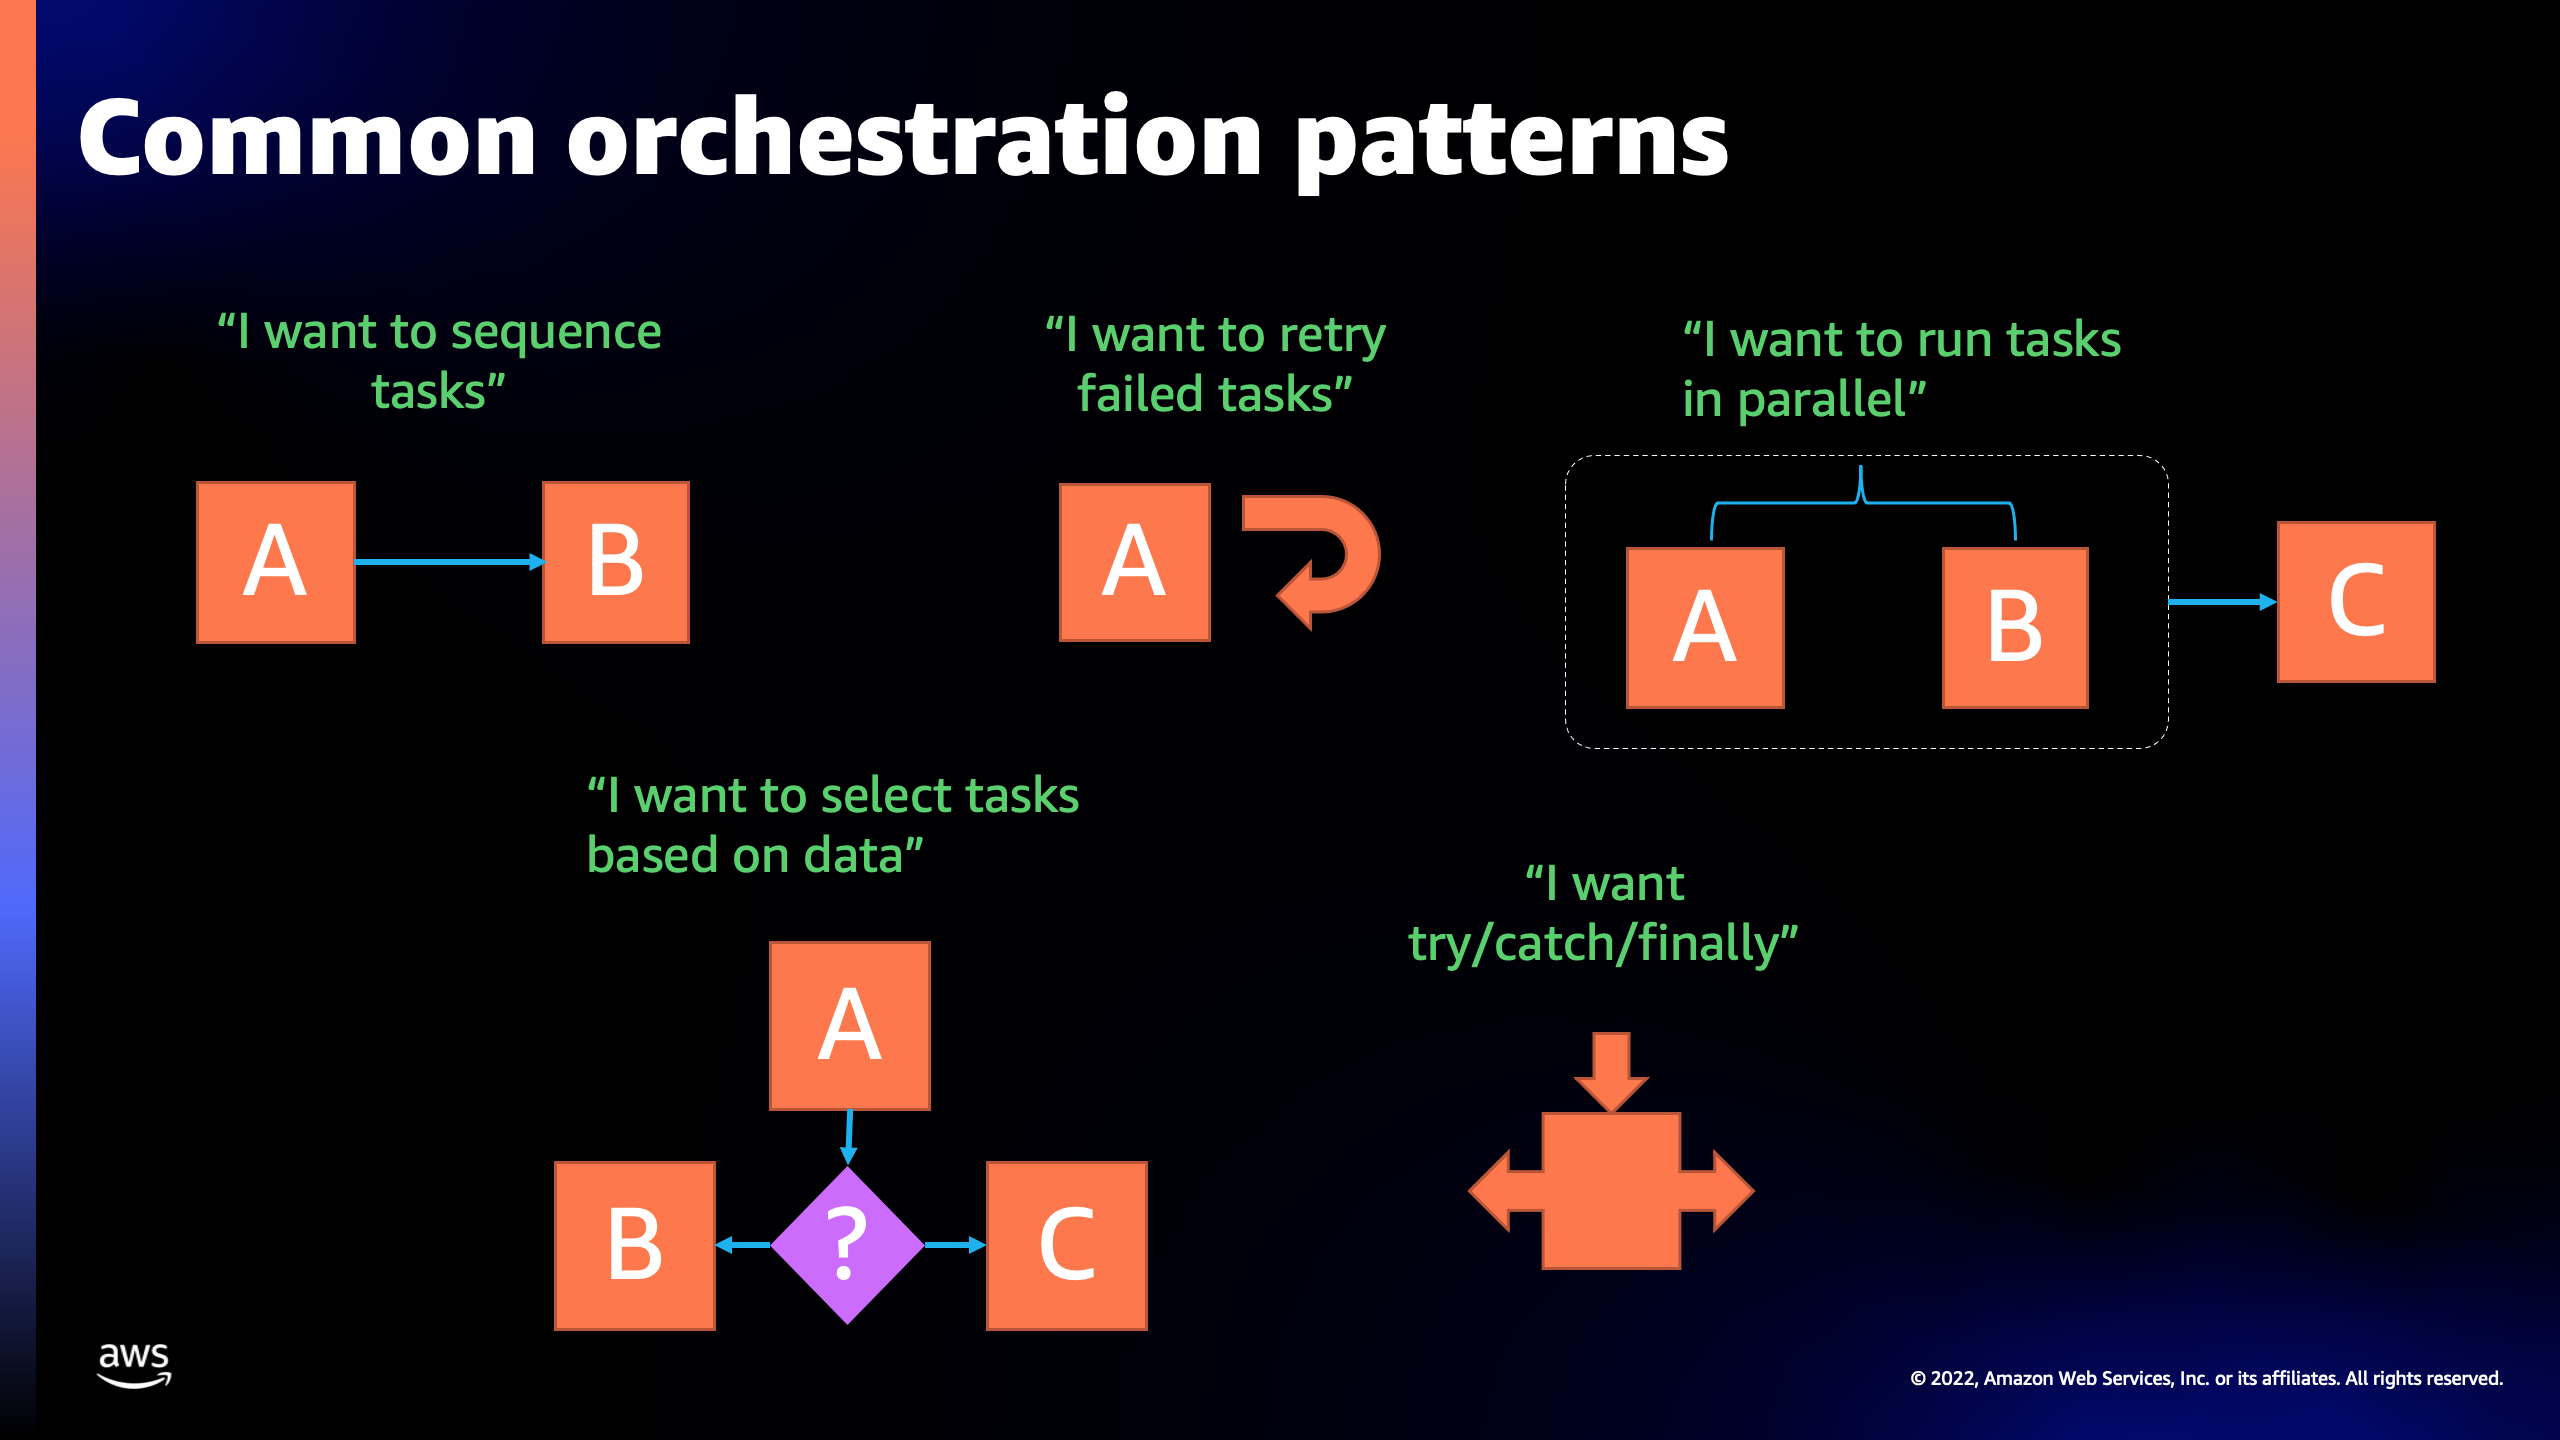 Common orchestration patterns
“I want to sequence
tasks”
A
B
“I want to retry
failed tasks”
A
“I want to run tasks
in parallel”
A
B
C
“I want to select tasks
based on data”
A
B
?
C
“I want
try/catch/finally”
aws
© 2022, Amazon Web Services, Inc. or its affiliates. All rights reserved.